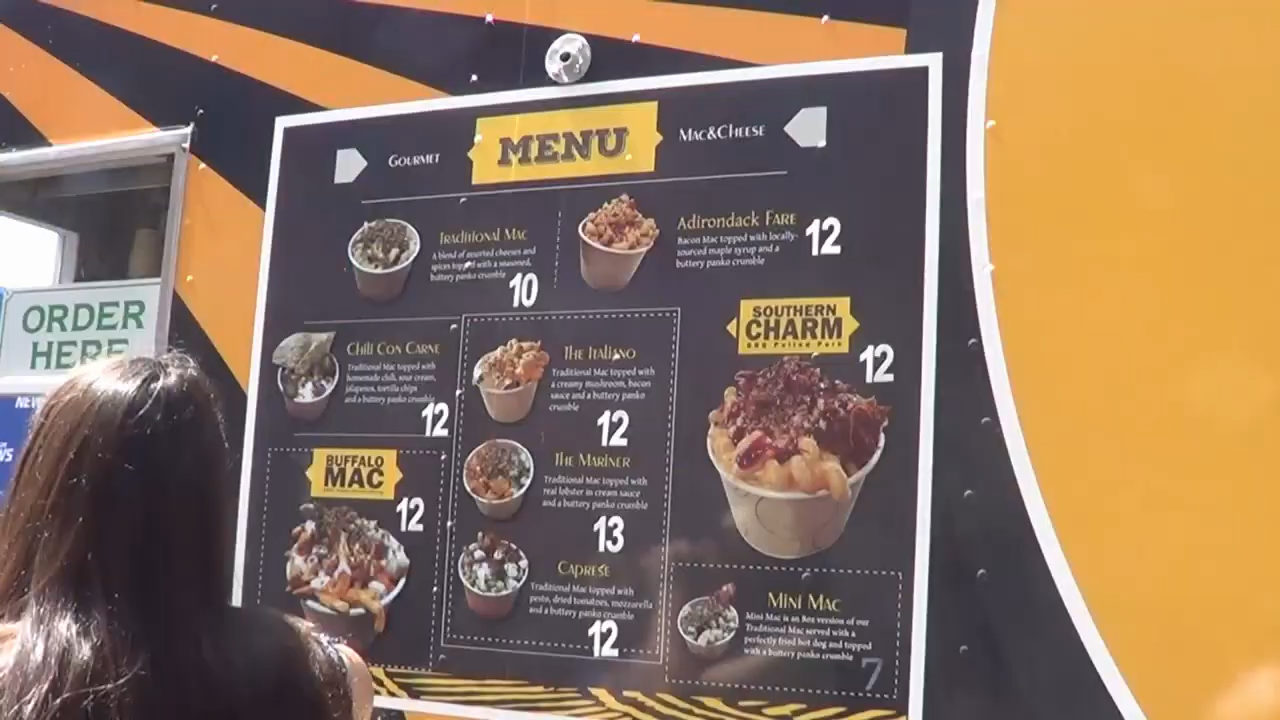 GOURMET
MENU
MAC&CHEESE
TRADITIONAL MAC
A blend of assorted cheeses and
spices topped with a seasoned,
buttery panko crumble
10
ADIRONDACK FARE
Bacon Mac topped with locally-
sourced maple syrup and a
buttery panko crumble
12
ORDER
HERE
CHILI CON CARNE
Traditional Mac topped with
homemade chili, sour cream,
jalapenos, tortilla chips
and a buttery panko crumble
12
BUFFALO
MAC
12
THE ITALIANO
Traditional Mac topped with
a creamy mushroom, bacon
sauce and a buttery panko
crumble
12
THE MARINER
Traditional Mac topped with
real lobster in cream sauce
and a buttery panko crumble
13
CAPRESE
Traditional Mac topped with
pesto, dried tomatoes, mozzarella
and a buttery panko crumble
12
SOUTHERN
CHARM
BBQ Pulled Pork
12
MINI MAC
Mini Mac is an 8oz version of our
Traditional Mac served with a
perfectly fried hot dog and topped
with a buttery panko crumble
7